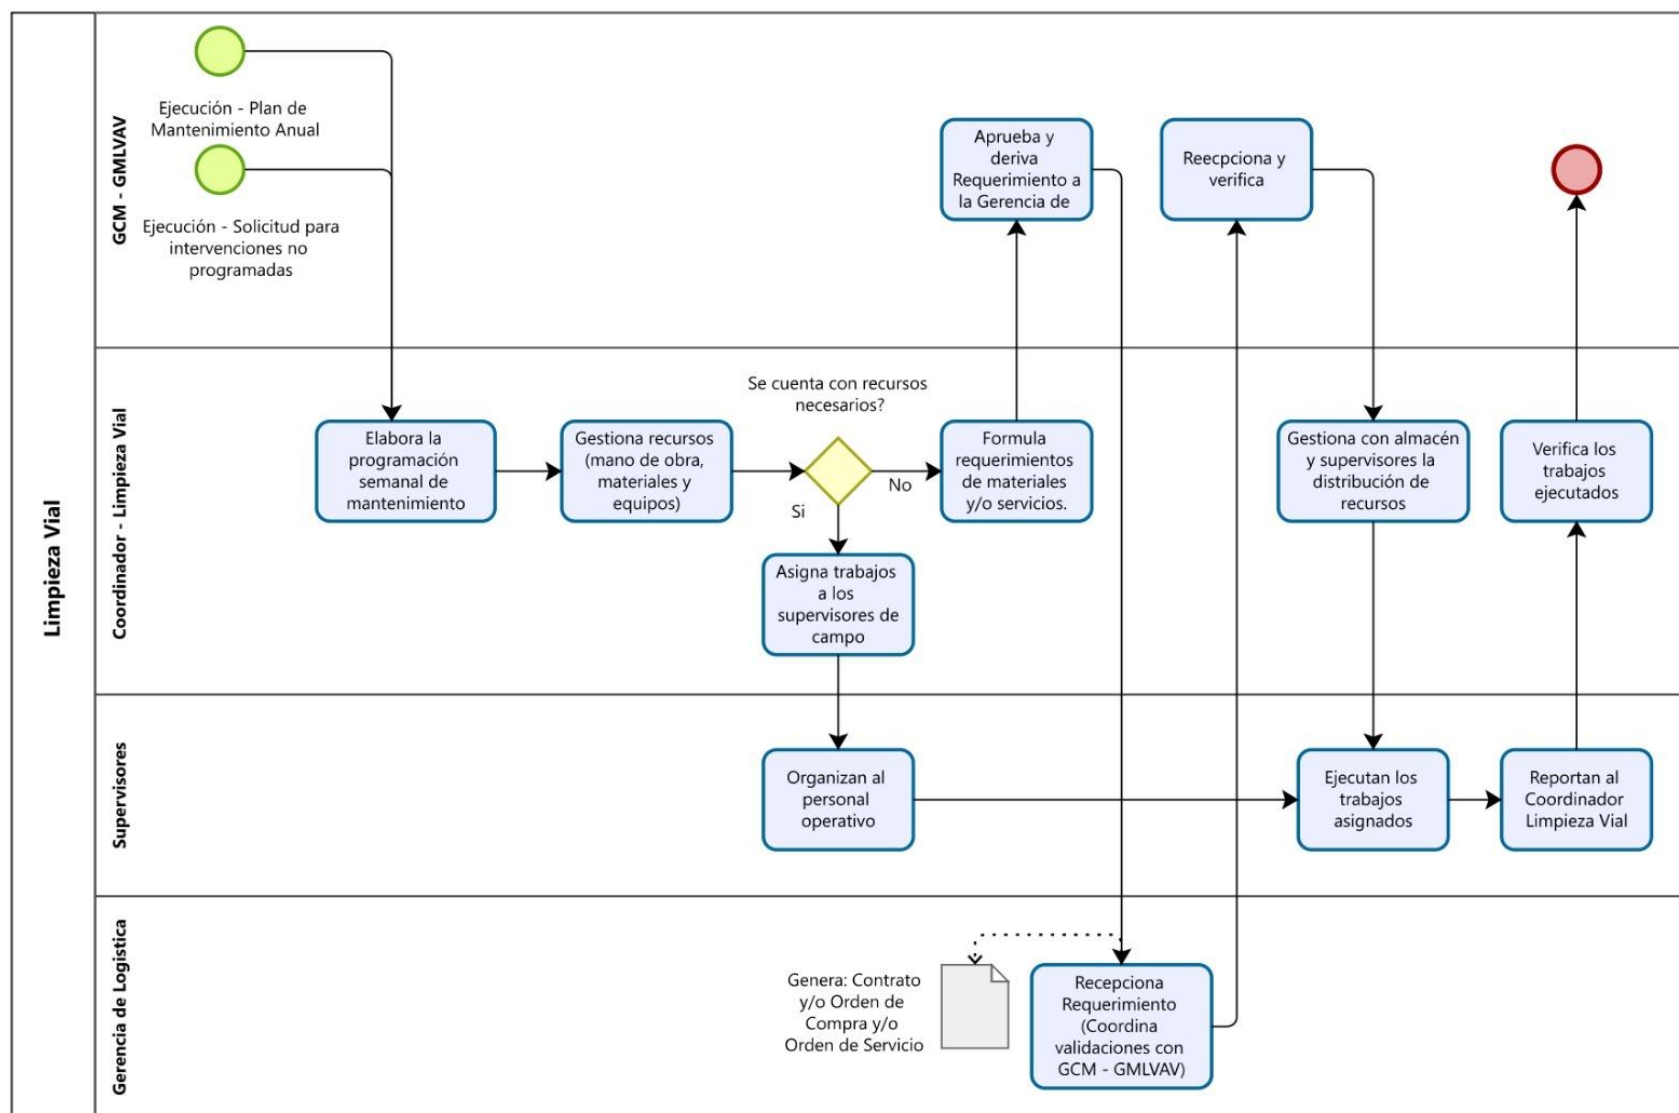 Limpieza Vial
GCM - GMLVAV
Ejecución - Plan de
Mantenimiento Anual
Ejecución - Solicitud para
intervenciones no
programadas
Aprueba y
deriva
Requerimiento a
la Gerencia de
Reecpciona y
verifica
Coordinador - Limpieza Vial
Elabora la
programación
semanal de
mantenimiento
Gestiona recursos
(mano de obra,
materiales y
equipos)
Se cuenta con recursos
necesarios?
No
Si
Formula
requerimientos
de materiales
y/o servicios.
Asigna trabajos
a los
supervisores de
campo
Gestiona con almacén
y supervisores la
distribución de
recursos
Verifica los
trabajos
ejecutados
Supervisores
Organizan al
personal
operativo
Ejecutan los
trabajos
asignados
Reportan al
Coordinador
Limpieza Vial
Gerencia de Logistica
Genera: Contrato
y/o Orden de
Compra y/o
Orden de Servicio
Recepciona
Requerimiento
(Coordina
validaciones con
GCM - GMLVAV)